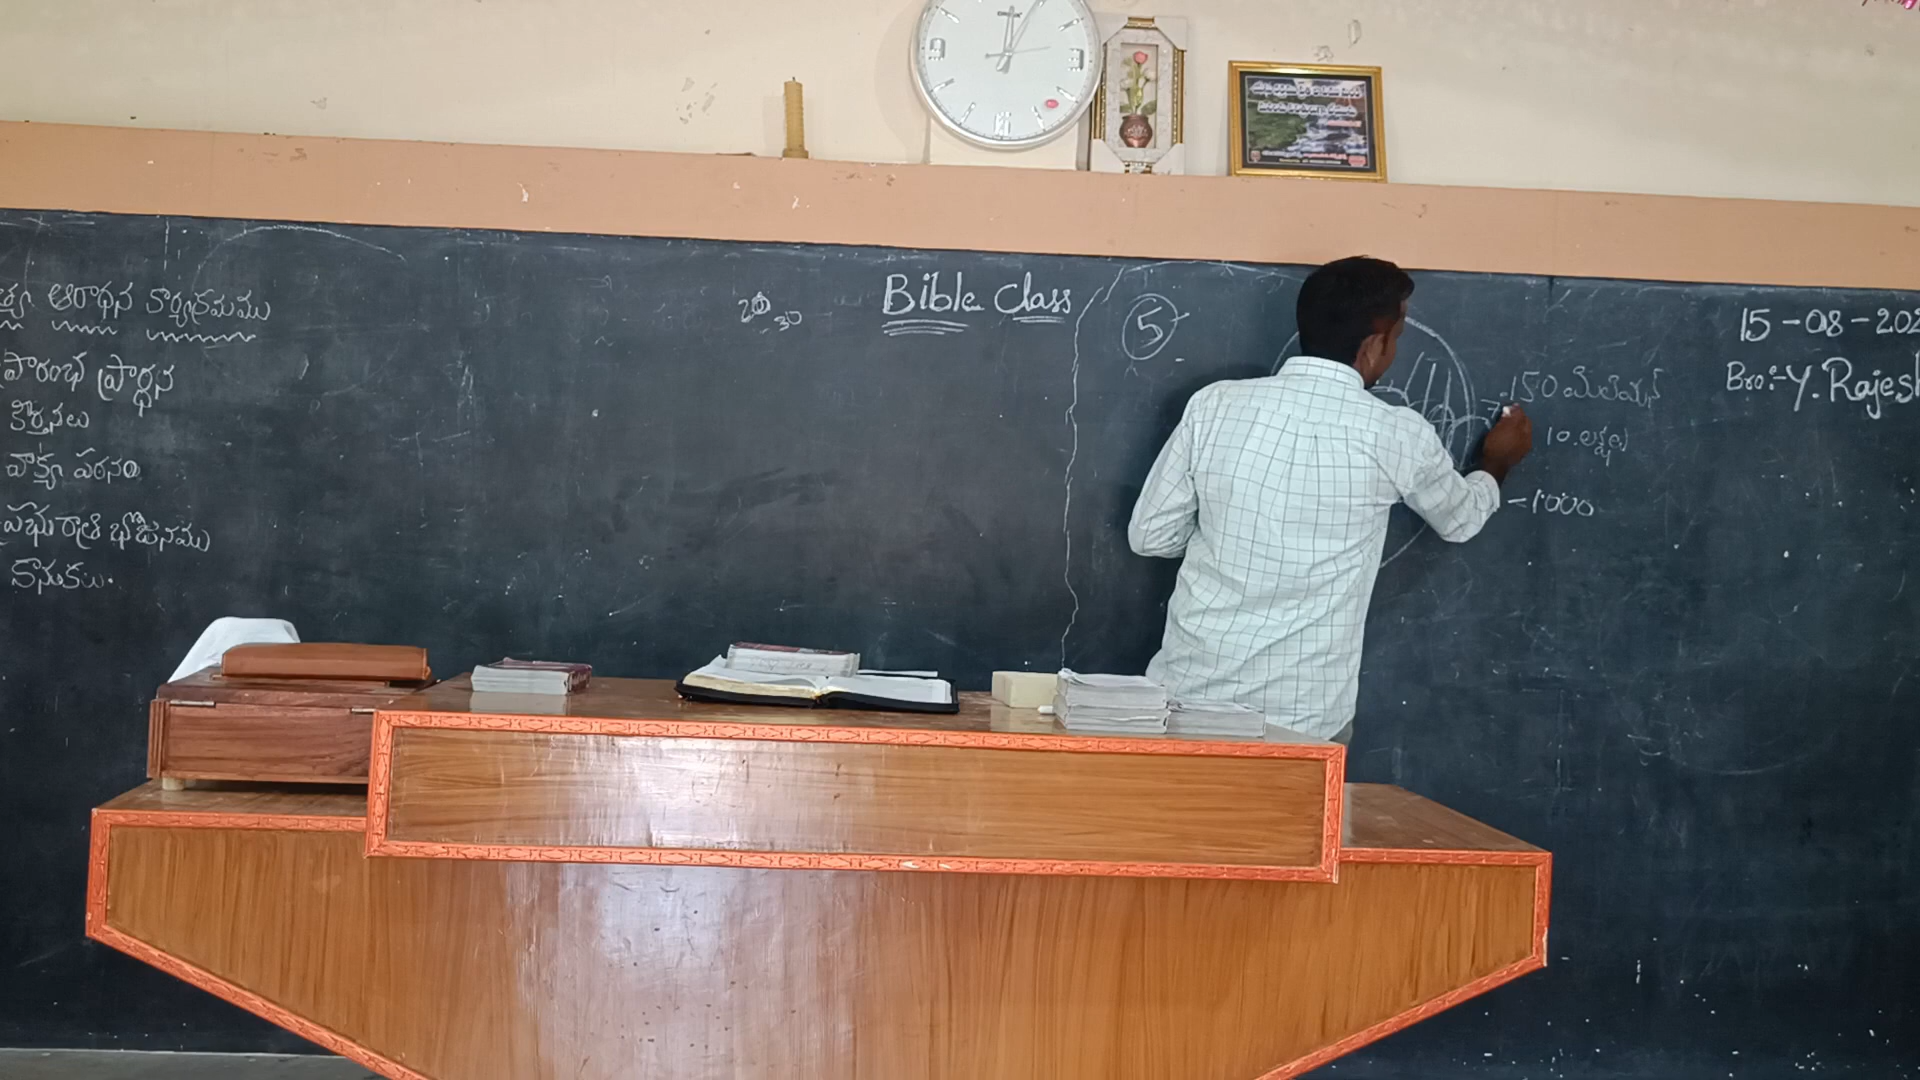 ఆరాధన కార్యక్రమము
ప్రారంభ ప్రార్థన
కీర్తనలు
వాక్య పఠనం
ప్రభురాత్రి భోజనము
కానుకలు.
Bible Class
5
15-08-202
Bro:- Y. Rajesh
150 మిలియన్
10 లక్షలు
-1000